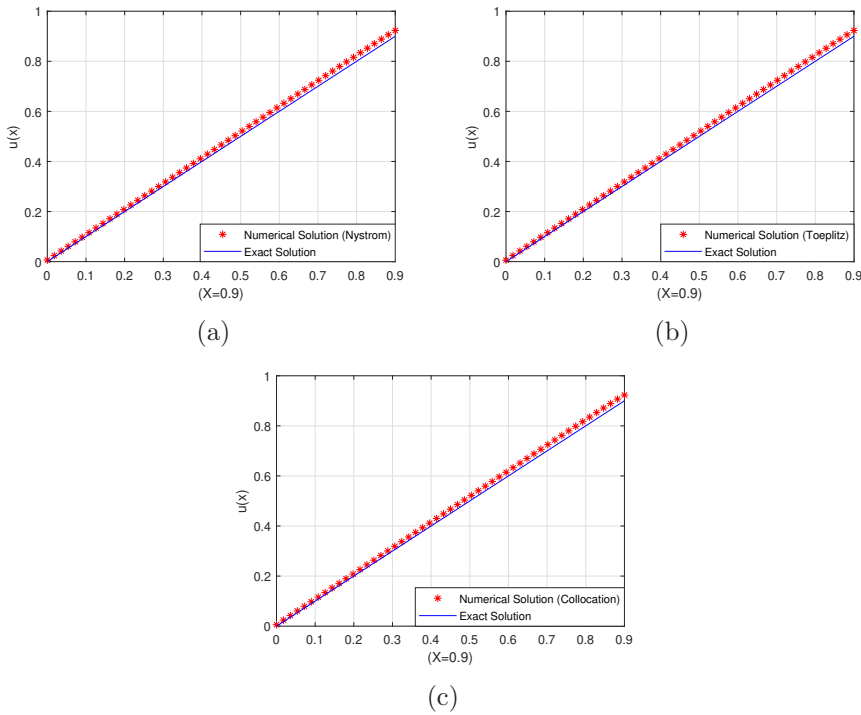 1
0.8
0.6
0.4
0.2
0
u(x)
Numerical Solution (Nystrom)
Exact Solution
0 0.1 0.2 0.3 0.4 0.5 0.6 0.7 0.8 0.9
(X=0.9)
(a)
1
0.8
0.6
0.4
0.2
0
u(x)
Numerical Solution (Toeplitz)
Exact Solution
0 0.1 0.2 0.3 0.4 0.5 0.6 0.7 0.8 0.9
(X=0.9)
(b)
1
0.8
0.6
0.4
0.2
0
u(x)
Numerical Solution (Collocation)
Exact Solution
0 0.1 0.2 0.3 0.4 0.5 0.6 0.7 0.8 0.9
(X=0.9)
(c)